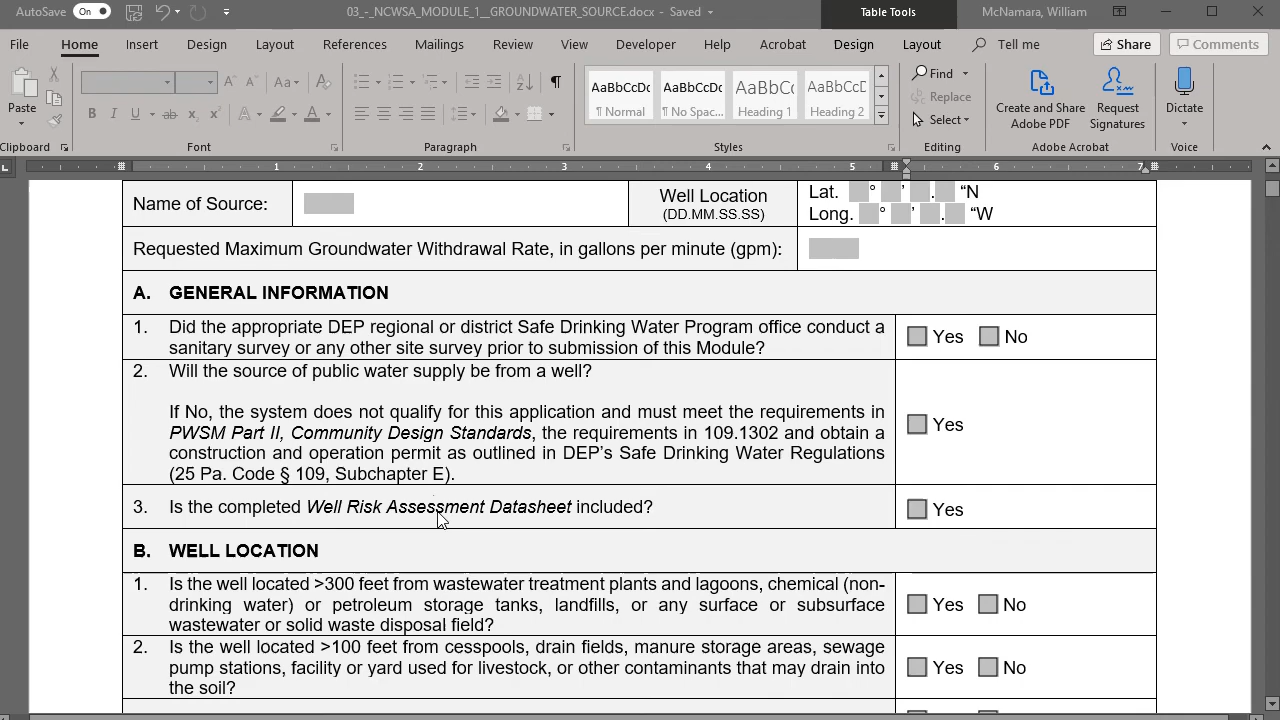 AutoSave On 03_-_NCWSA_MODULE_1__GROUNDWATER_SOURCE.docx - Saved Table Tools McNamara, William
File Home Insert Design Layout References Mailings Review View Developer Help Acrobat Design Layout Tell me Share Comments
Paste
Clipboard
Aa
B I U ab x₂ x² A A
Font
Paragraph
AaBbCcDc AaBbCcDc AaBbCc AaBbCcD
¶ Normal ¶ No Spac... Heading 1 Heading 2
Styles
Find
Replace
Select
Editing
Create and Share Adobe PDF
Request Signatures
Adobe Acrobat
Dictate
Voice
1 2 3 4 5 6 7
Name of Source:
Well Location
(DD.MM.SS.SS)
Lat. ° ’ . “N
Long. ° ’ . “W
Requested Maximum Groundwater Withdrawal Rate, in gallons per minute (gpm):
A. GENERAL INFORMATION
1. Did the appropriate DEP regional or district Safe Drinking Water Program office conduct a
sanitary survey or any other site survey prior to submission of this Module?
Yes No
2. Will the source of public water supply be from a well?
If No, the system does not qualify for this application and must meet the requirements in
PWSM Part II, Community Design Standards, the requirements in 109.1302 and obtain a
construction and operation permit as outlined in DEP’s Safe Drinking Water Regulations
(25 Pa. Code § 109, Subchapter E).
Yes
3. Is the completed Well Risk Assessment Datasheet included?
Yes
B. WELL LOCATION
1. Is the well located >300 feet from wastewater treatment plants and lagoons, chemical (non-
drinking water) or petroleum storage tanks, landfills, or any surface or subsurface
wastewater or solid waste disposal field?
Yes No
2. Is the well located >100 feet from cesspools, drain fields, manure storage areas, sewage
pump stations, facility or yard used for livestock, or other contaminants that may drain into
the soil?
Yes No